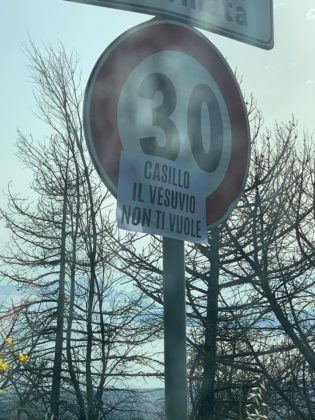 30
CASILLO
IL VESUVIO
NON TI VUOLE